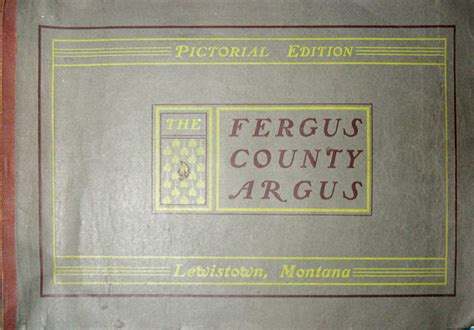 PICTORIAL EDITION
THE
FERGUS
COUNTY
ARGUS
Lewistown, Montana